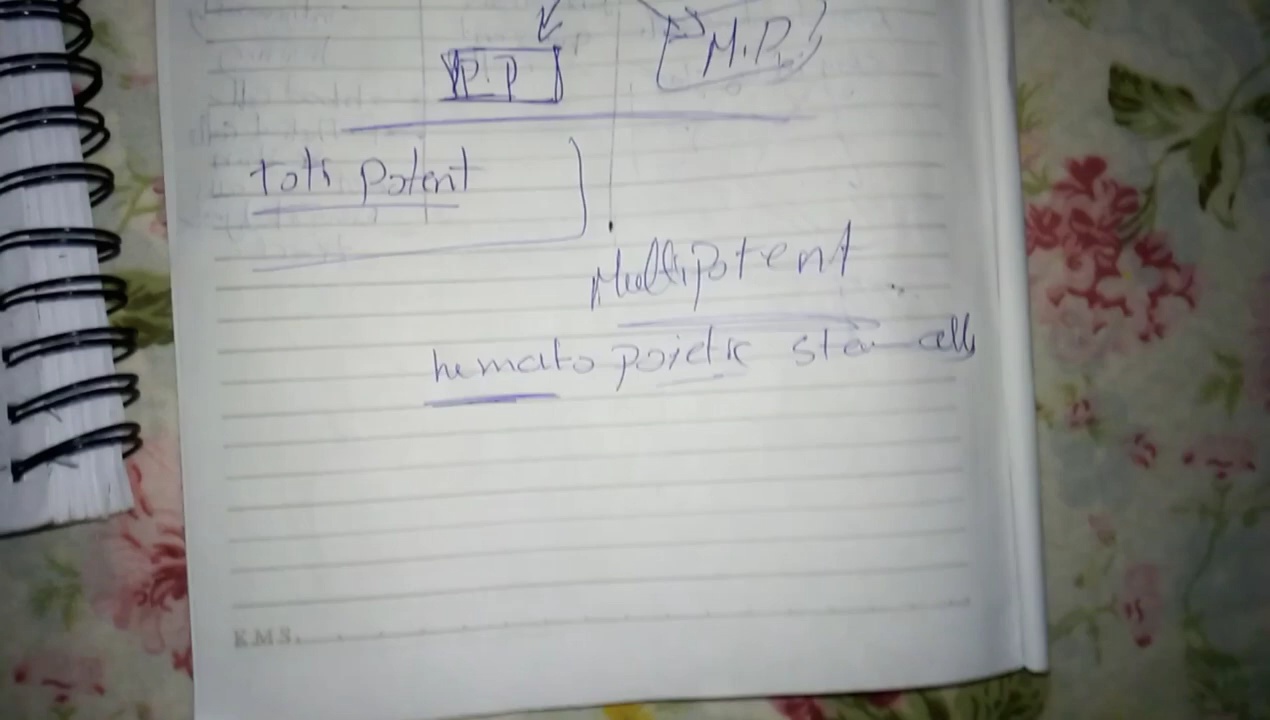 P.P
M.P.
toti potent
Multipotent
hemato poietic stem cells
E.M.S.